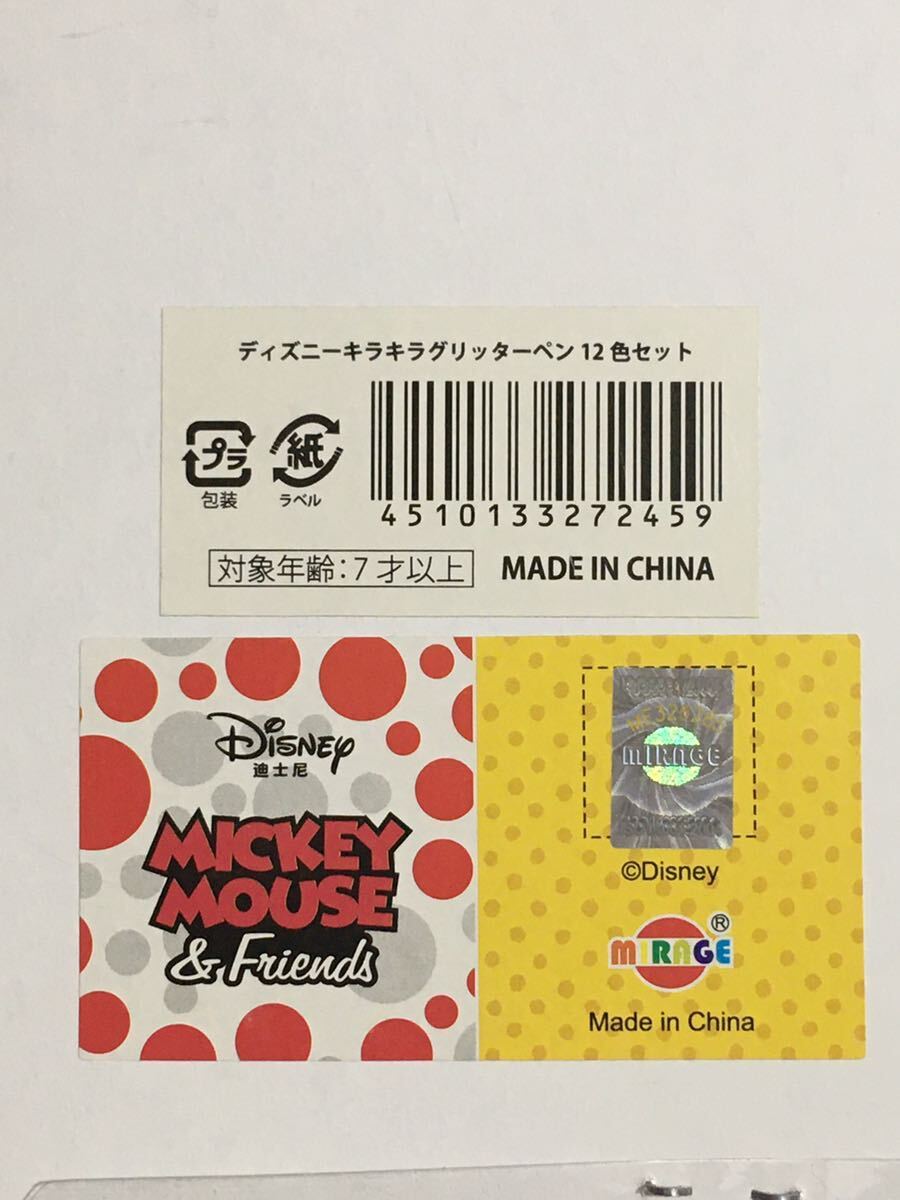 ディズニーキラキラグリッターペン 12 色セット
プラ
包装
紙
ラベル
4510133272459
対象年齢:7才以上
MADE IN CHINA
DISNEY
迪士尼
MICKEY
MOUSE
& Friends
MIRAGE
©Disney
MIRAGE®
Made in China